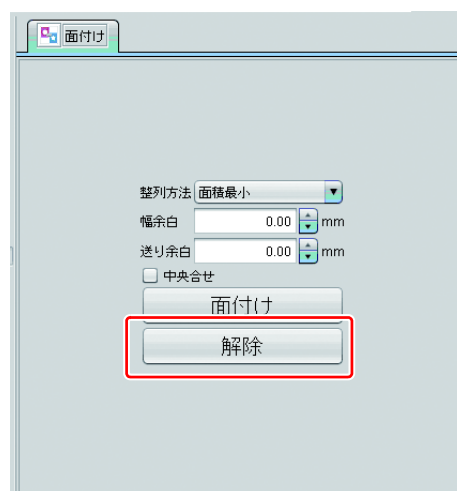 面付け
整列方法 面積最小
幅余白 0.00 mm
送り余白 0.00 mm
中央合せ
面付け
解除